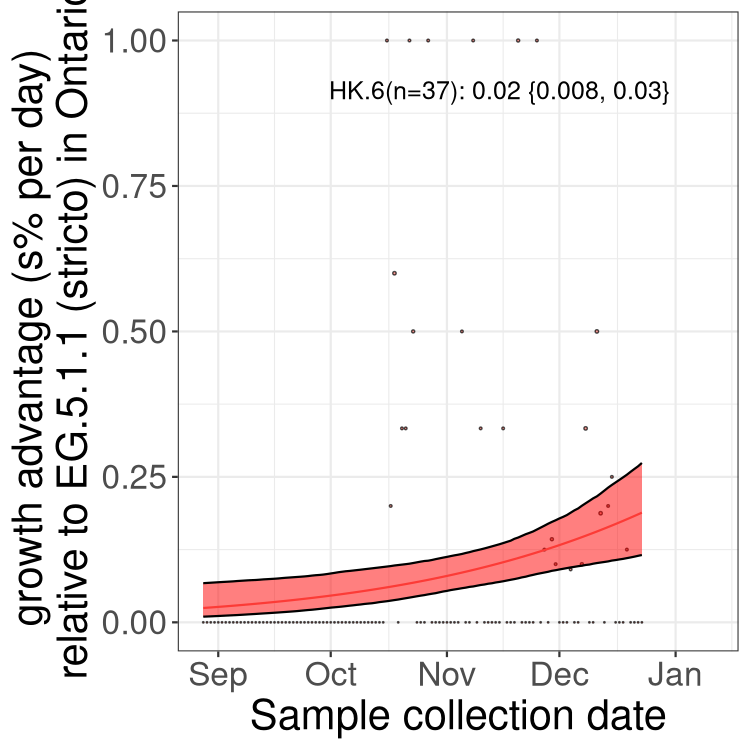 growth advantage (s% per day)
relative to EG.5.1.1 (stricto) in Ontario
1.00
0.75
0.50
0.25
0.00
HK.6(n=37): 0.02 {0.008, 0.03}
Sep Oct Nov Dec Jan
Sample collection date